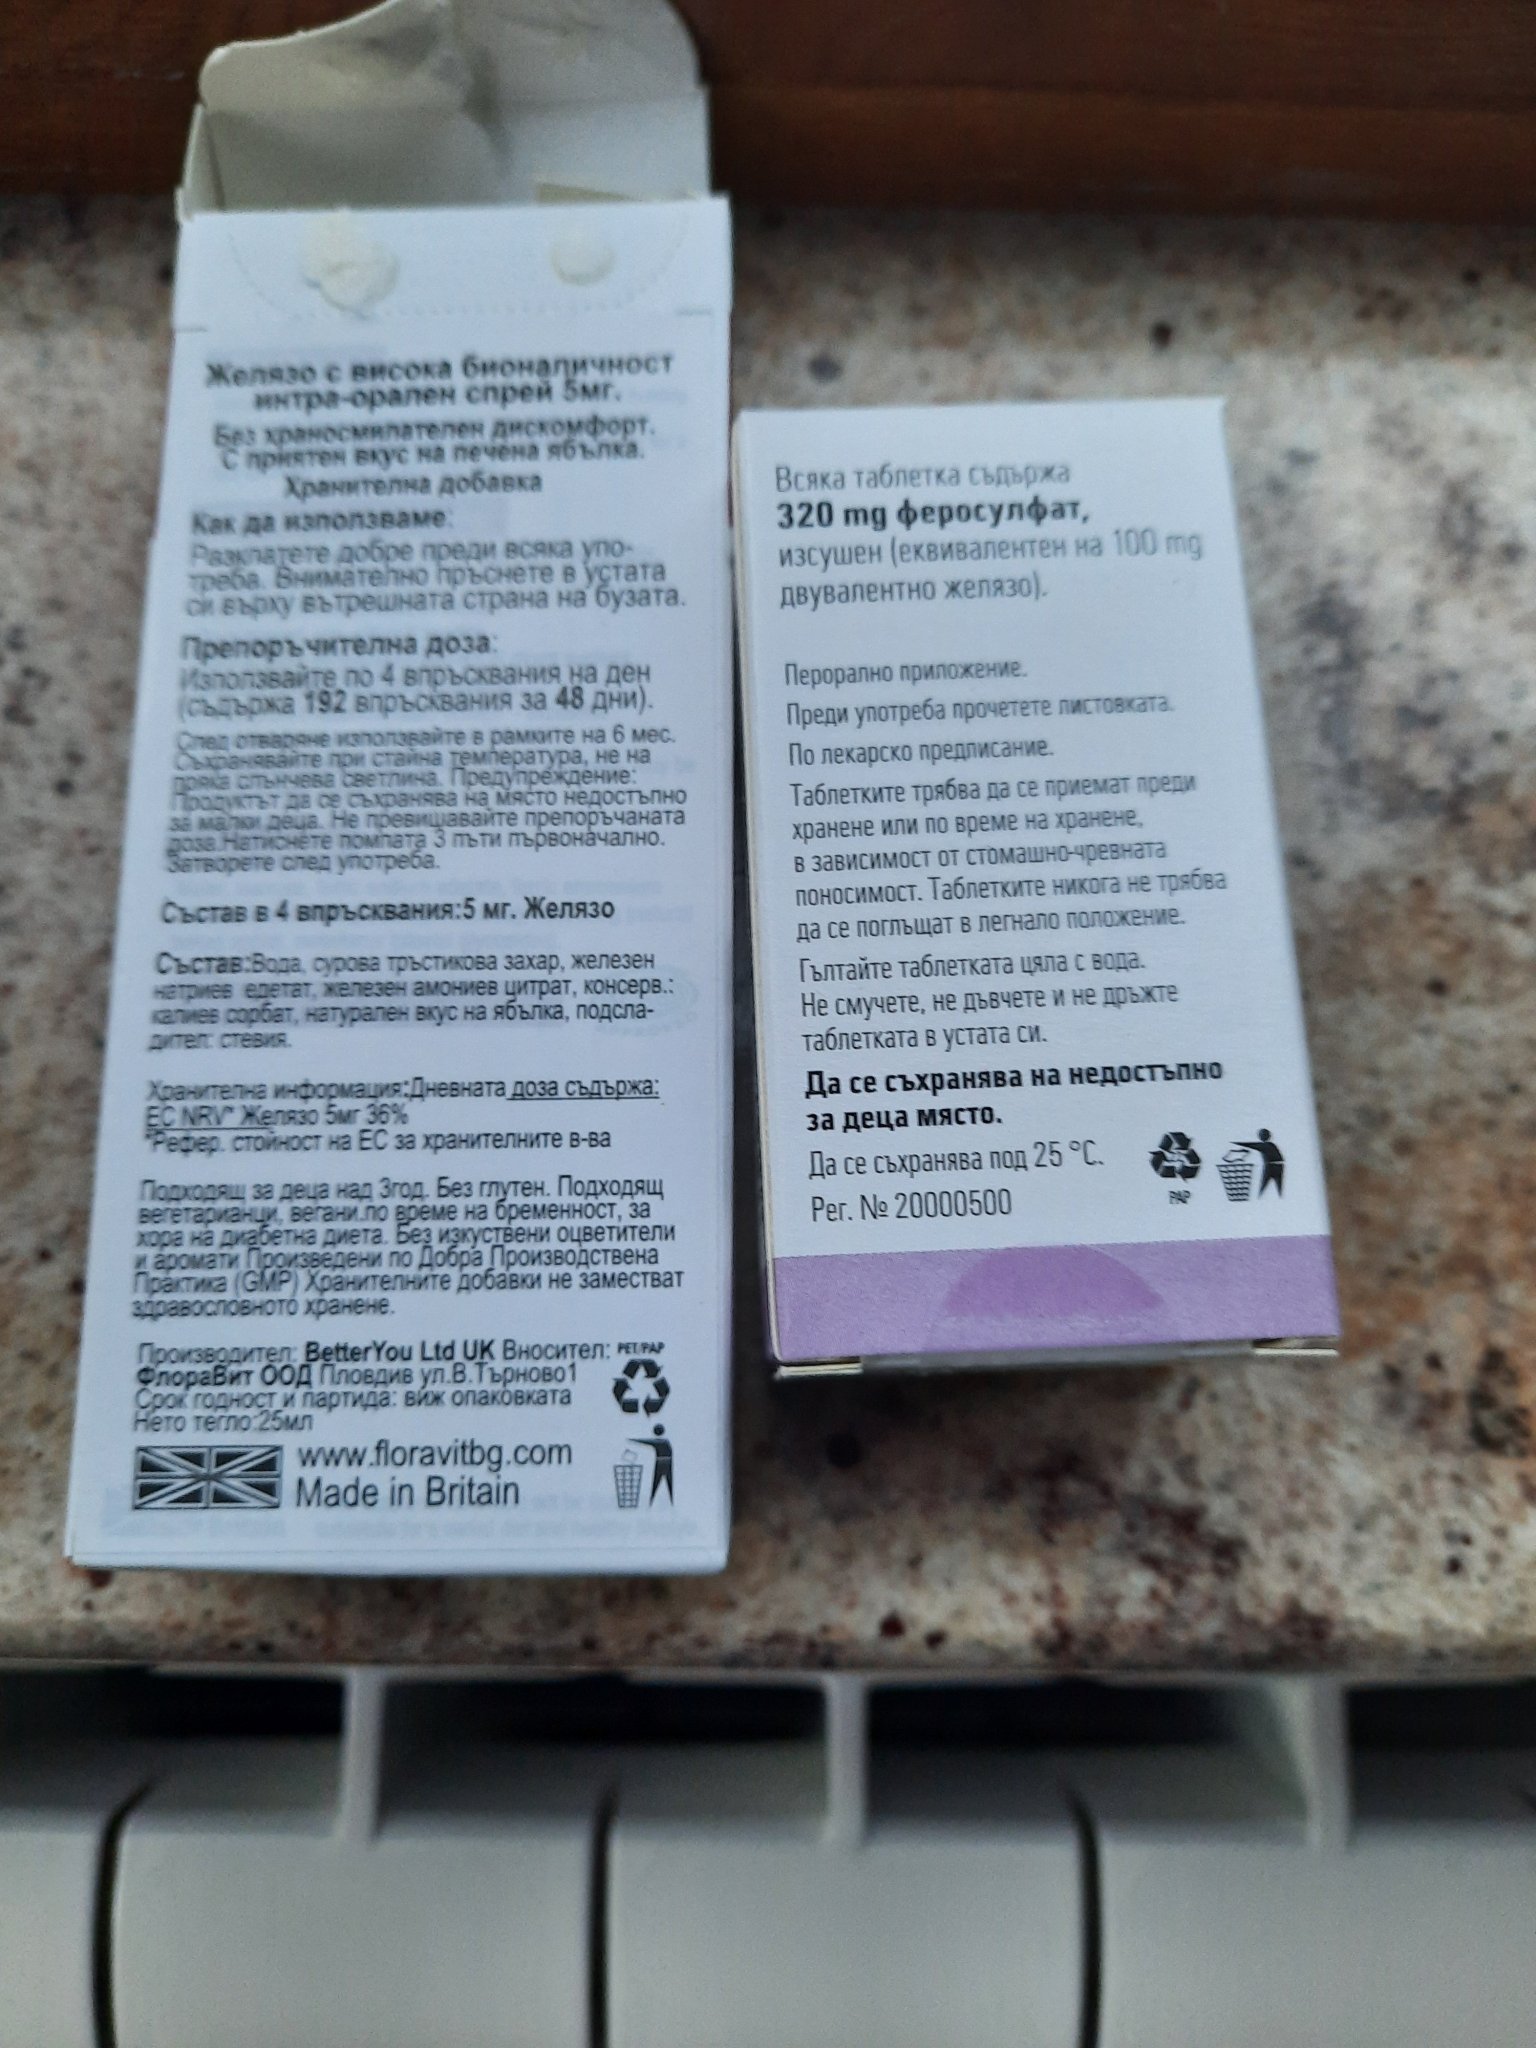 Желязо с висока бионаличност
интра-орален спрей 5мг.
Без храносмилателен дискомфорт.
С приятен вкус на печена ябълка.
Хранителна добавка
Как да използваме:
Разклатете добре преди всяка упо-
треба. Внимателно пръснете в устата
си върху вътрешната страна на бузата.
Препоръчителна доза:
Използвайте по 4 впръсквания на ден
(съдържа 192 впръсквания за 48 дни).
След отваряне използвайте в рамките на 6 мес.
Съхранявайте при стайна температура, не на
пряка слънчева светлина. Предупреждение:
Продуктът да се съхранява на място недостъпно
за малки деца. Не превишавайте препоръчаната
доза.Натиснете помпата 3 пъти първоначално.
Затворете след употреба.
Състав в 4 впръсквания:5 мг. Желязо
Състав:Вода, сурова тръстикова захар, железен
натриев едетат, железен амониев цитрат, консерв.:
калиев сорбат, натурален вкус на ябълка, подсла-
дител: стевия.
Хранителна информация:Дневната доза съдържа:
ЕС NRV* Желязо 5мг 36%
*Рефер. стойност на ЕС за хранителните в-ва
Подходящ за деца над 3год. Без глутен. Подходящ
вегетарианци, вегани.по време на бременност, за
хора на диабетна диета. Без изкуствени оцветители
и аромати Произведени по Добра Производствена
Практика (GMP) Хранителните добавки не заместват
здравословното хранене.
Производител: BetterYou Ltd UK Вносител: PET/PAP
ФлораВит ООД Пловдив ул.В.Търново1
Срок годност и партида: виж опаковката
Нето тегло:25мл
www.floravitbg.com
Made in Britain
Всяка таблетка съдържа
320 mg феросулфат,
изсушен (еквивалентен на 100 mg
двувалентно желязо).
Перорално приложение.
Преди употреба прочетете листовката.
По лекарско предписание.
Таблетките трябва да се приемат преди
хранене или по време на хранене,
в зависимост от стомашно-чревната
поносимост. Таблетките никога не трябва
да се поглъщат в легнало положение.
Гълтайте таблетката цяла с вода.
Не смучете, не дъвчете и не дръжте
таблетката в устата си.
Да се съхранява на недостъпно
за деца място.
Да се съхранява под 25 °C.
PAP
Рег. № 20000500